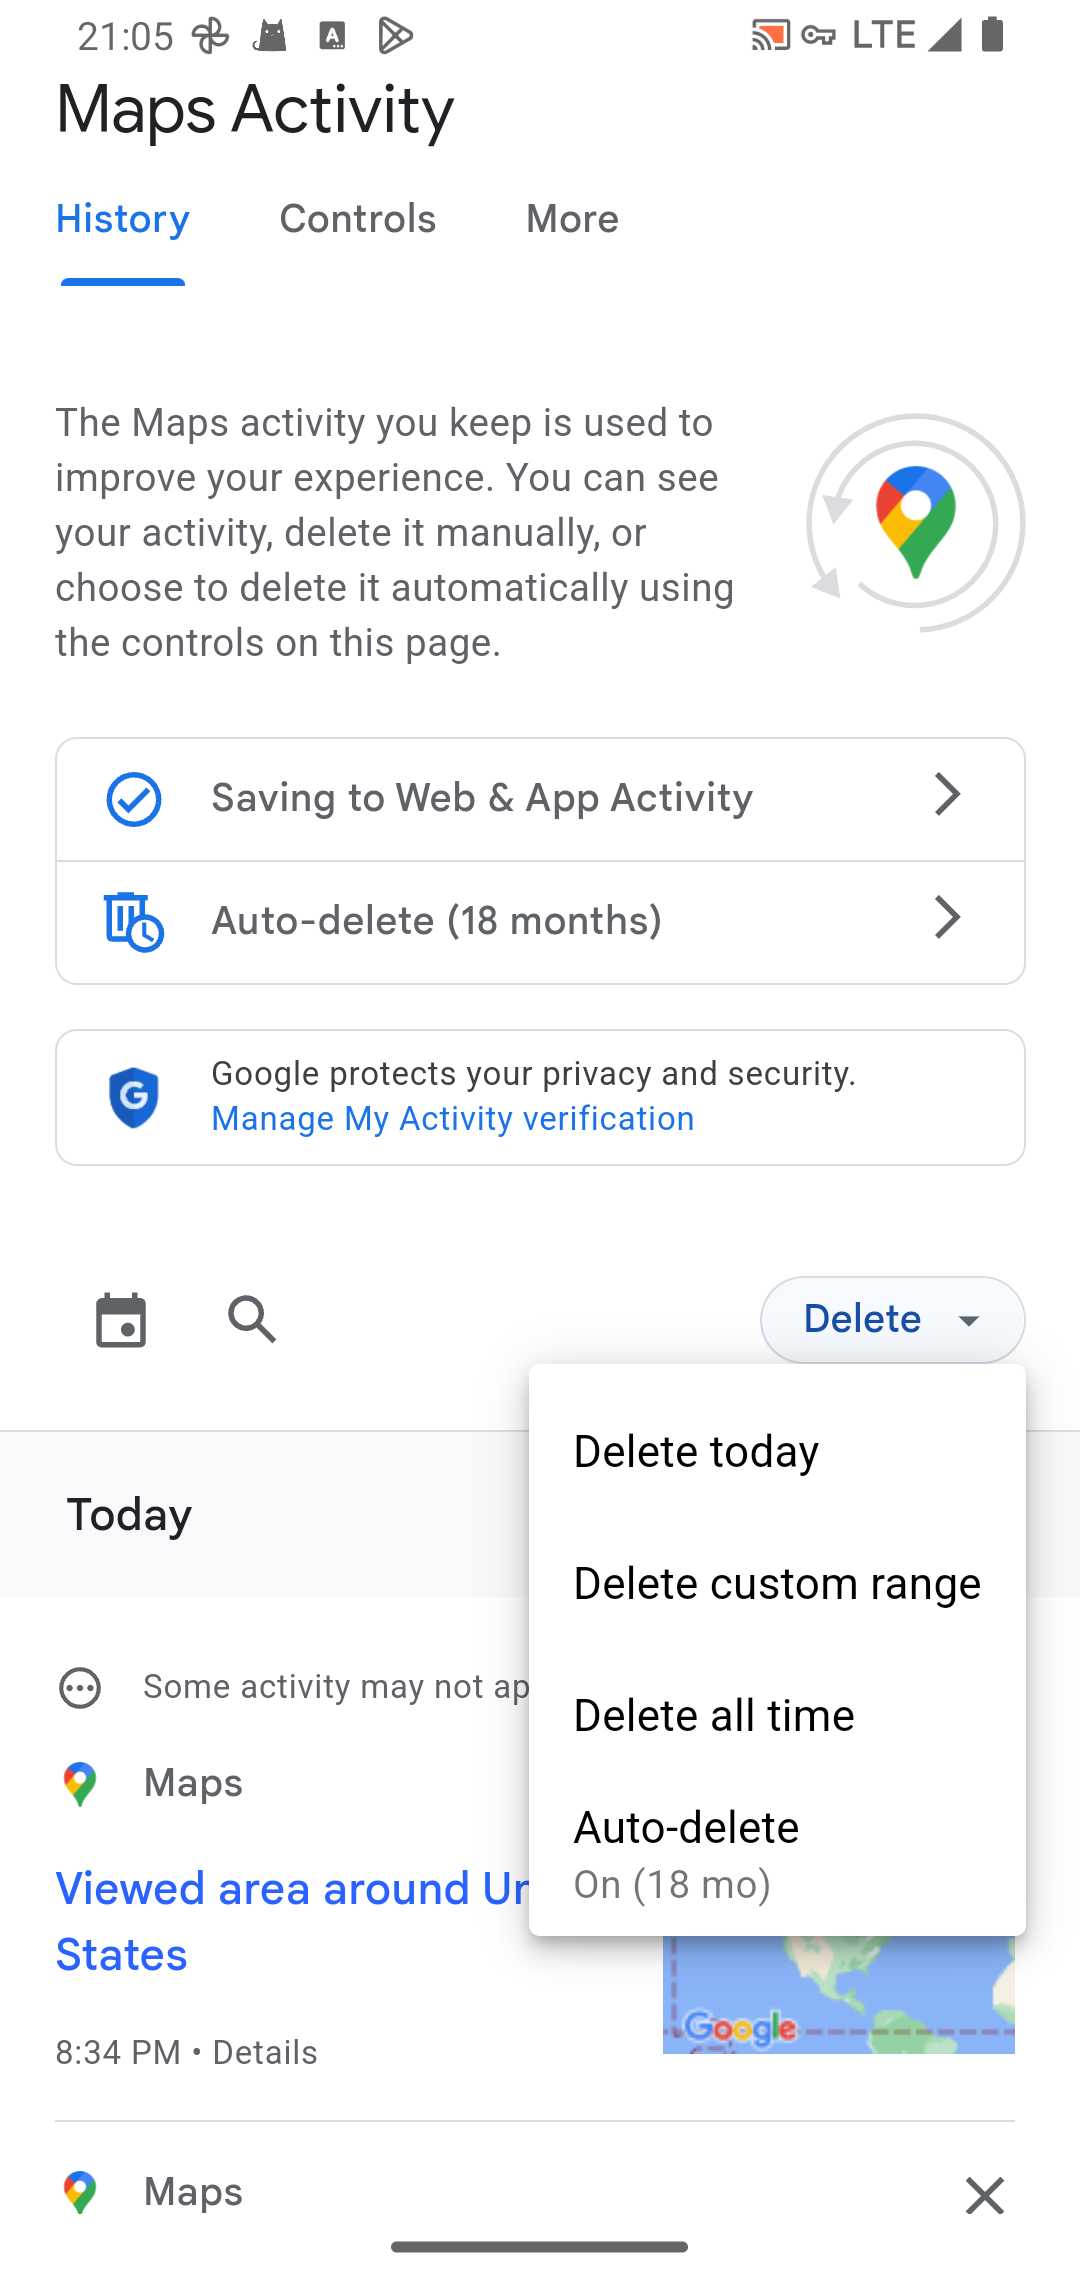 21:05
LTE
Maps Activity
History
Controls
More
The Maps activity you keep is used to
improve your experience. You can see
your activity, delete it manually, or
choose to delete it automatically using
the controls on this page.
Saving to Web & App Activity
Auto-delete (18 months)
Google protects your privacy and security.
Manage My Activity verification
Delete
Delete today
Today
Delete custom range
Some activity may not
Delete all time
Maps
Auto-delete
On (18 mo)
Viewed area around
States
Google
8:34 PM • Details
Maps